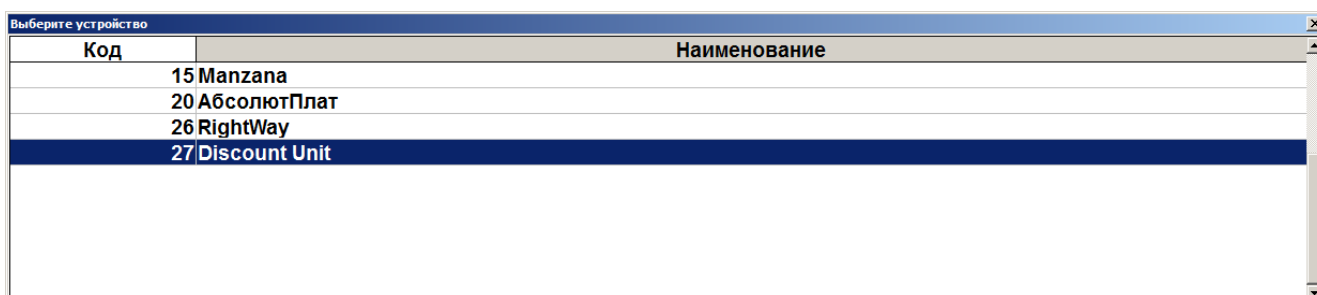 Выберите устройство
Код Наименование
15 Manzana
20 АбсолютПлат
26 RightWay
27 Discount Unit